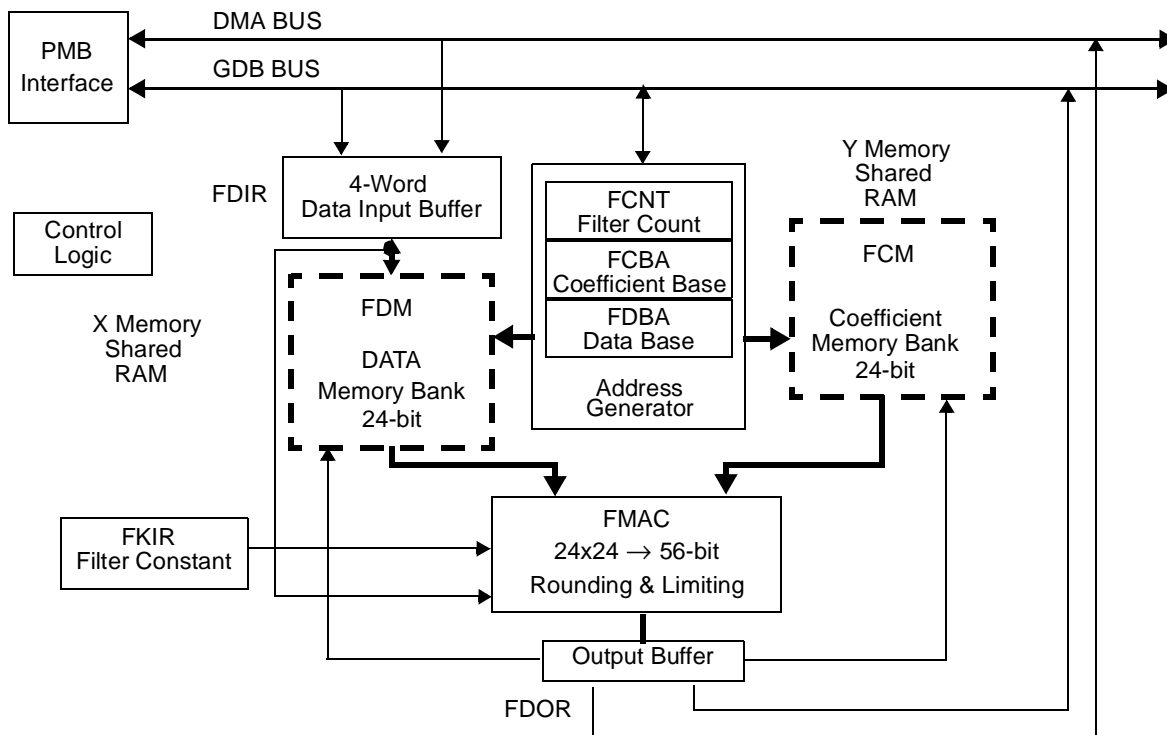 DMA BUS
PMB
Interface
GDB BUS
Y Memory
Shared
RAM
FDIR
4-Word
Data Input Buffer
FCNT
Filter Count
FCBA
Coefficient Base
FDBA
Data Base
Address
Generator
Control
Logic
FCM
Coefficient
Memory Bank
24-bit
X Memory
Shared
RAM
FDM
DATA
Memory Bank
24-bit
FKIR
Filter Constant
FMAC
24x24 → 56-bit
Rounding & Limiting
Output Buffer
FDOR